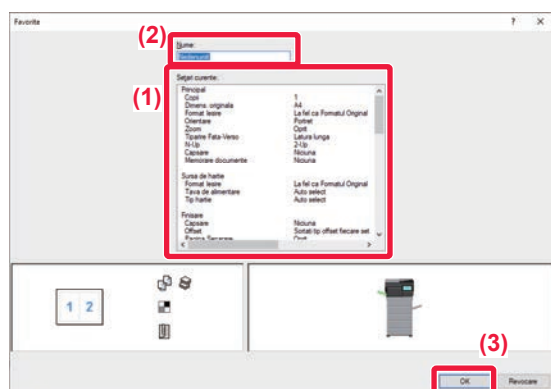 Favorite ? X
(2)
Nume:
(1)
Setari curente:
Principal
Copii 1
Dimens. originala A4
Format Iesire La fel ca Formatul Original
Orientare Portret
Zoom Oprit
Tiparire Fata-Verso Latura lunga
N-Up 2-Up
Capsare Niciuna
Memorare documente Niciuna
Sursa de hartie
Format Iesire La fel ca Formatul Original
Tava de alimentare Auto select
Tip hartie Auto select
Finisare
Capsare Niciuna
Offset Sortati tip offset fiecare set
Pagina Separare Oprit
1 2
(3)
OK Revocare